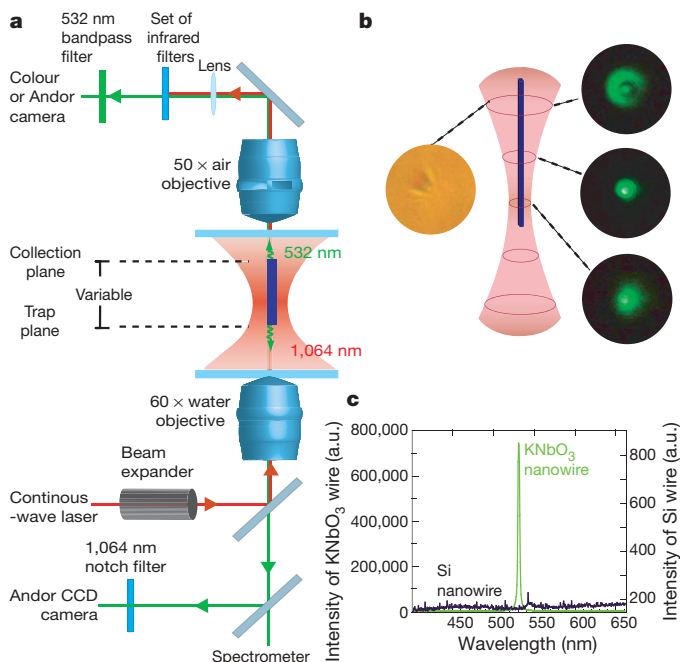 a
532 nm
bandpass
filter
Set of
infrared
filters
Lens
Colour
or Andor
camera
50 × air
objective
Collection
plane
532 nm
Variable
Trap
plane
1,064 nm
60 × water
objective
Beam
expander
Continous
-wave laser
1,064 nm
notch filter
Andor CCD
camera
Spectrometer
b
c
Intensity of KNbO3 wire (a.u.)
800,000
600,000
400,000
200,000
0
KNbO3
nanowire
Si
nanowire
800
600
400
200
Intensity of Si wire (a.u.)
450 500 550 600 650
Wavelength (nm)